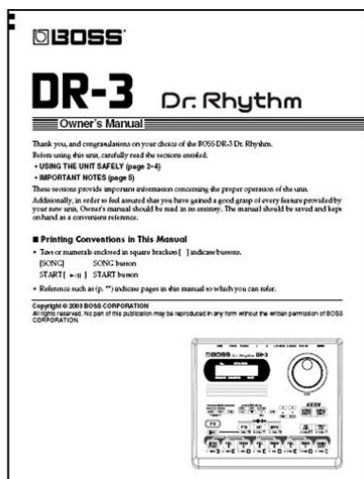 BOSS
DR-3 Dr. Rhythm
Owner's Manual
Thank you, and congratulations on your choice of the BOSS DR-3 Dr. Rhythm.
Before using this unit, carefully read the sections entitled:
• USING THE UNIT SAFELY (page 2–4)
• IMPORTANT NOTES (page 5)
These sections provide important information concerning the proper operation of the unit.
Additionally, in order to feel assured that you have gained a good grasp of every feature provided by
your new unit, Owner's manual should be read in its entirety. The manual should be saved and kept
on hand as a convenient reference.
■ Printing Conventions in This Manual
• Text or numerals enclosed in square brackets [ ] indicate buttons.
[SONG] SONG button
START [ ►/II ] START button
• Reference such as (p. **) indicate pages in this manual to which you can refer.
Copyright © 2003 BOSS CORPORATION
All rights reserved. No part of this publication may be reproduced in any form without the written permission of BOSS
CORPORATION.
BOSS Dr. Rhythm DR-3